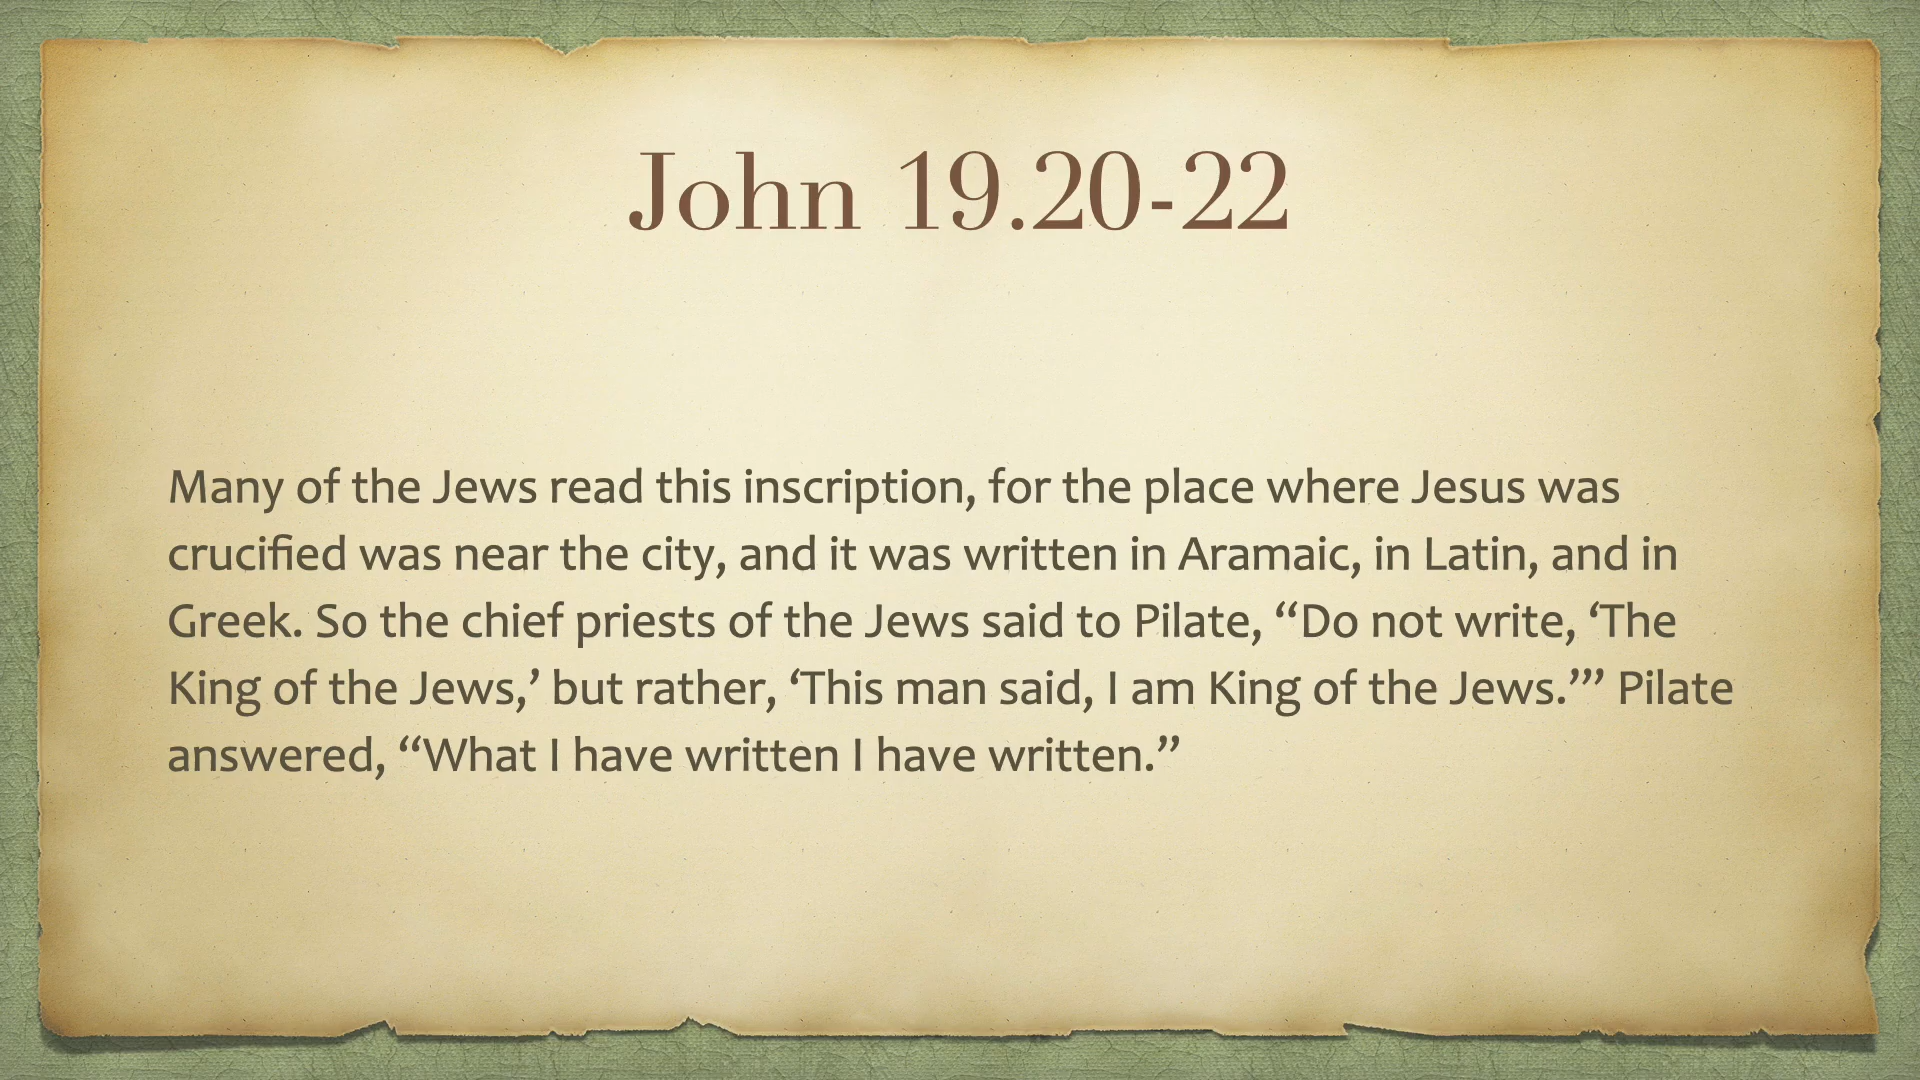 John 19.20-22
Many of the Jews read this inscription, for the place where Jesus was
crucified was near the city, and it was written in Aramaic, in Latin, and in
Greek. So the chief priests of the Jews said to Pilate, “Do not write, ‘The
King of the Jews,’ but rather, ‘This man said, I am King of the Jews.’” Pilate
answered, “What I have written I have written.”